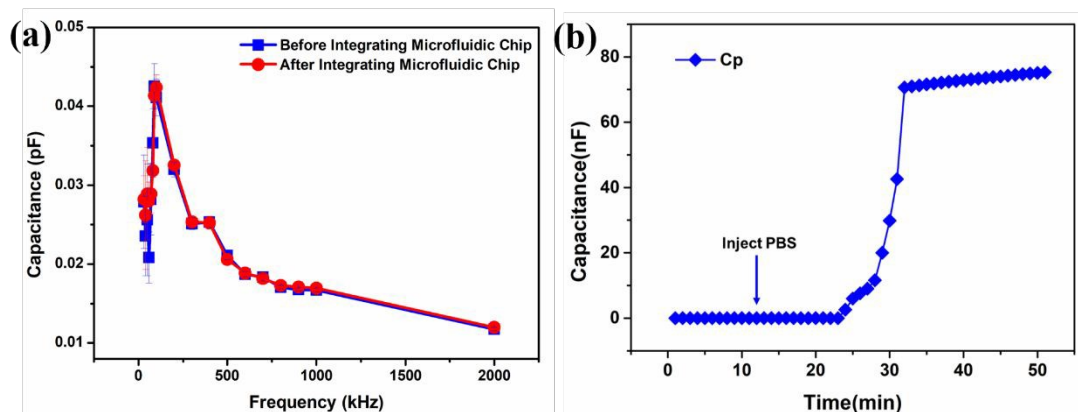 (a)
0.05
0.04
0.03
0.02
0.01
Capacitance (pF)
Before Integrating Microfluidic Chip
After Integrating Microfluidic Chip
0 500 1000 1500 2000
Frequency (kHz)
(b)
80
60
40
20
0
Capacitance(nF)
Cp
Inject PBS
0 10 20 30 40 50
Time(min)